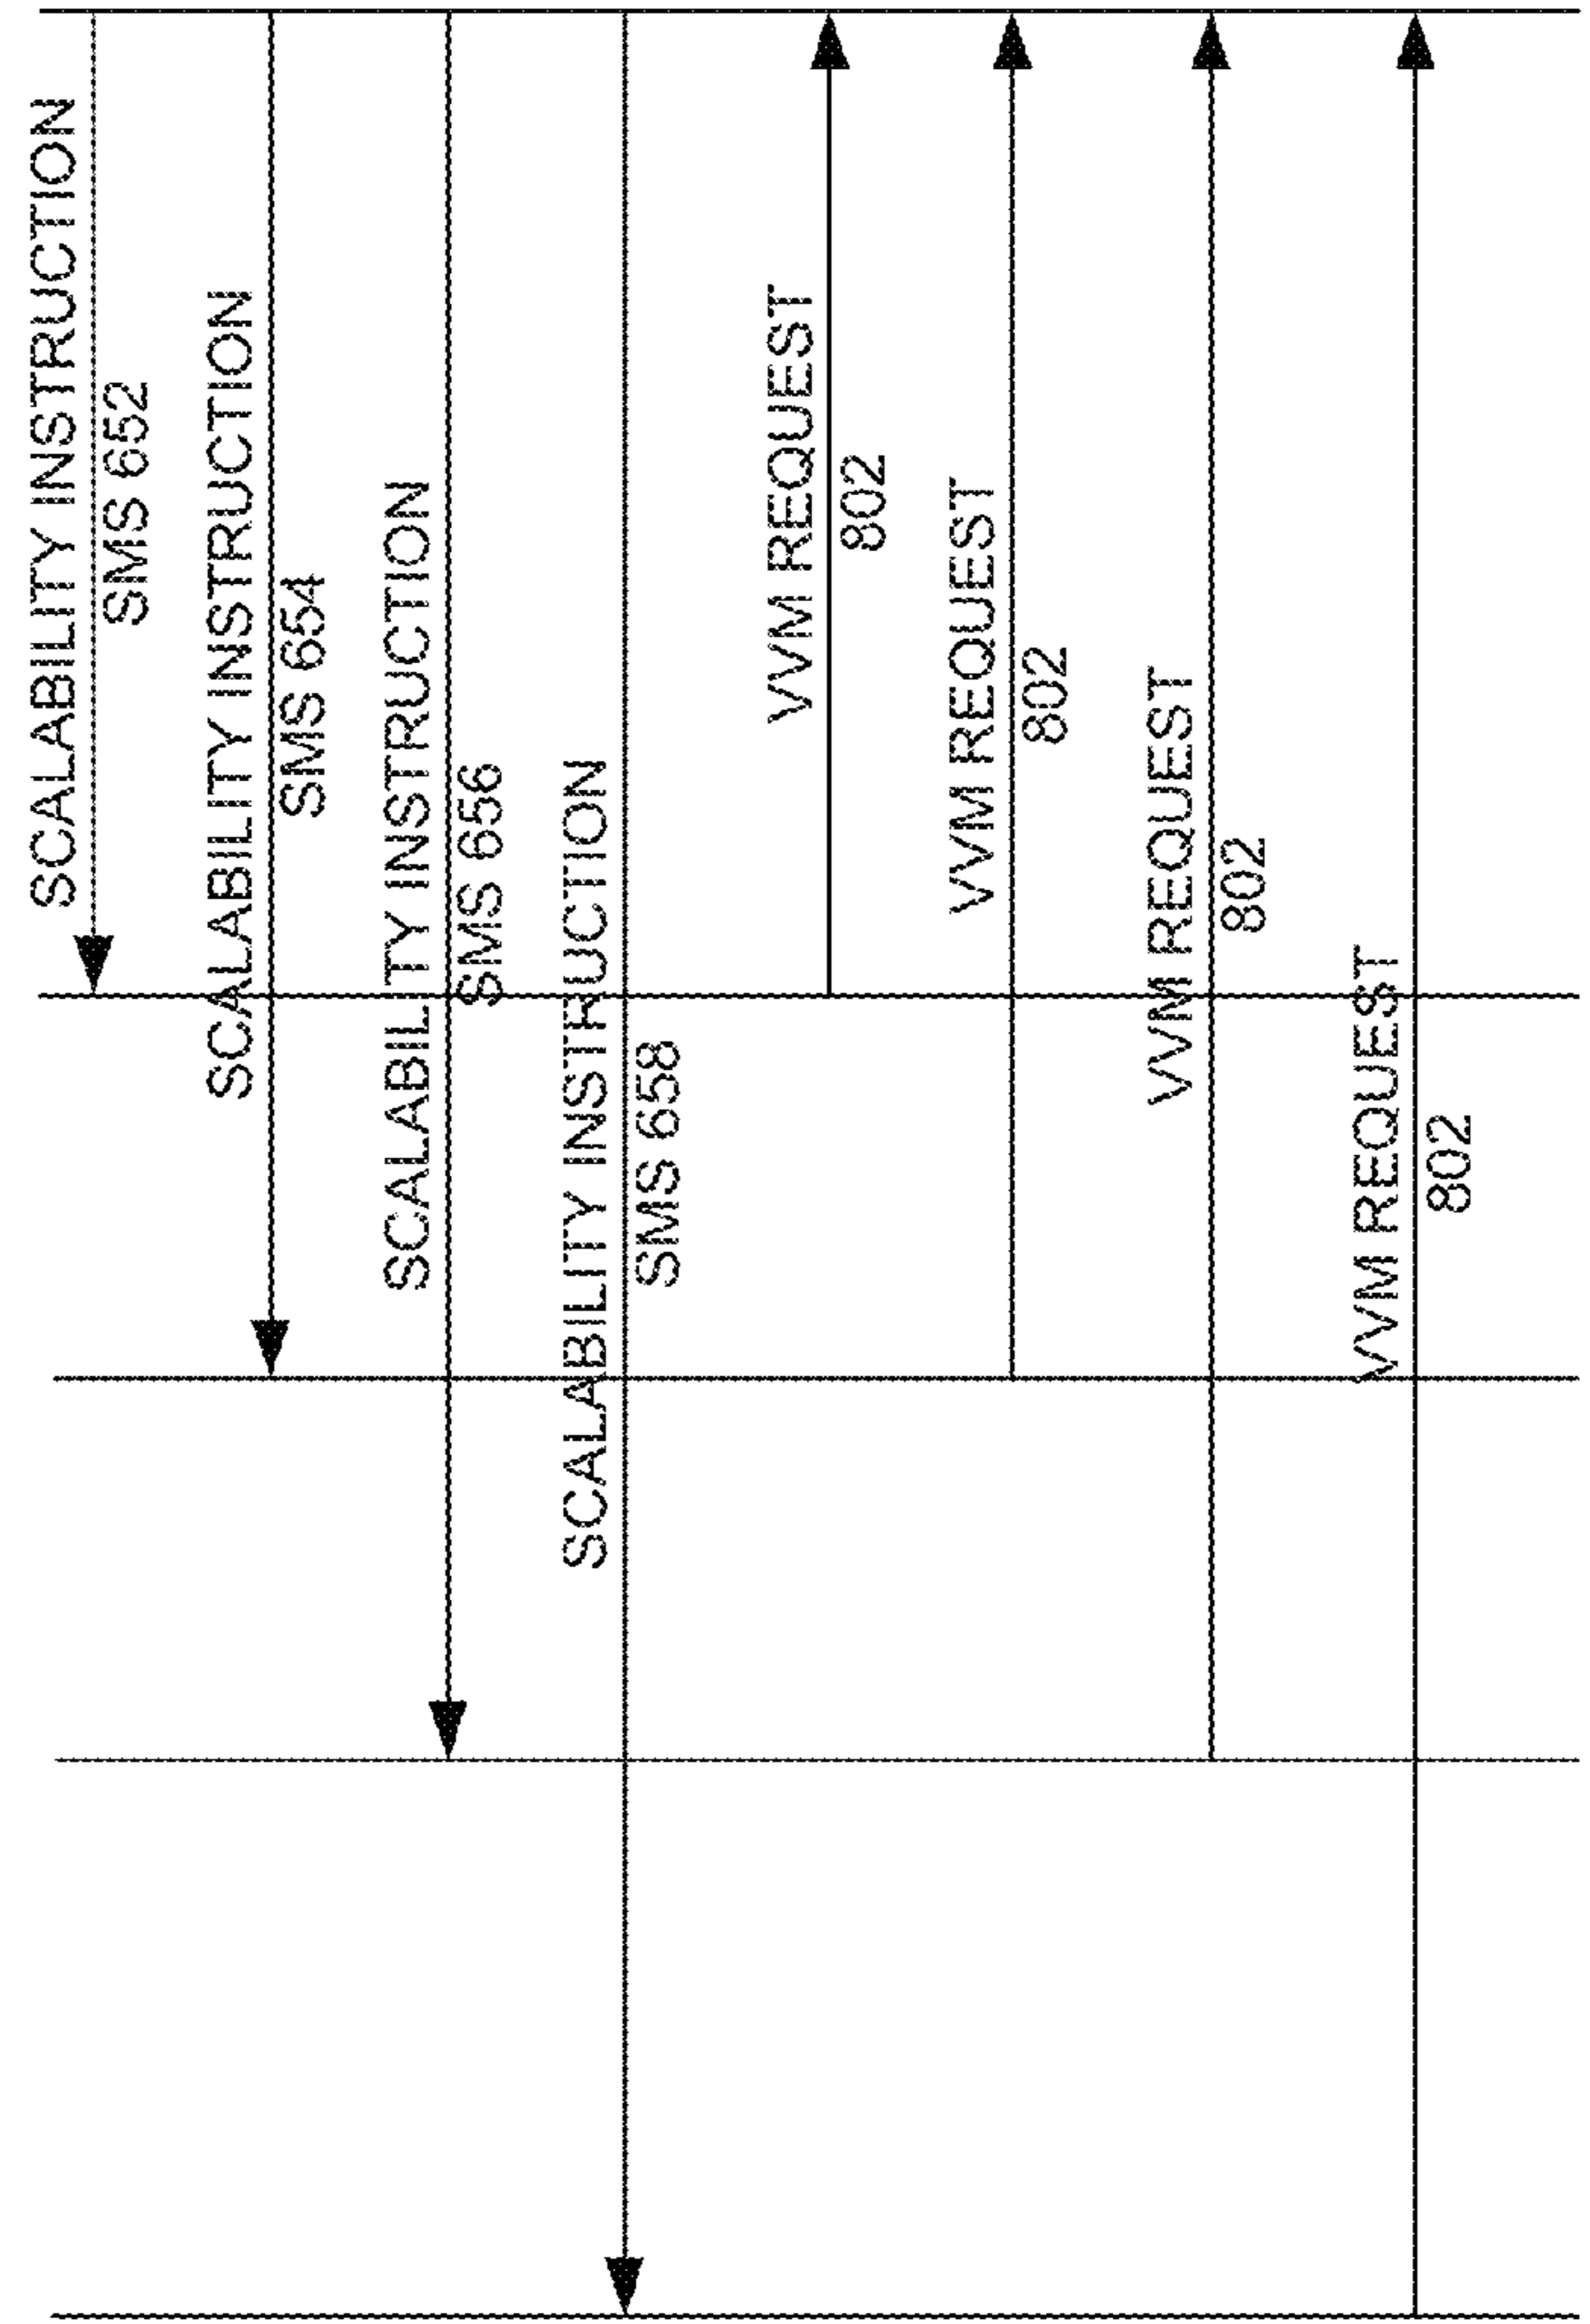 SCALABILITY INSTRUCTION
SMS 652
SCALABILITY INSTRUCTION
SMS 654
SCALABILITY INSTRUCTION
SMS 656
SCALABILITY INSTRUCTION
SMS 658
VVM REQUEST
802
VVM REQUEST
802
VVM REQUEST
802
VVM REQUEST
802